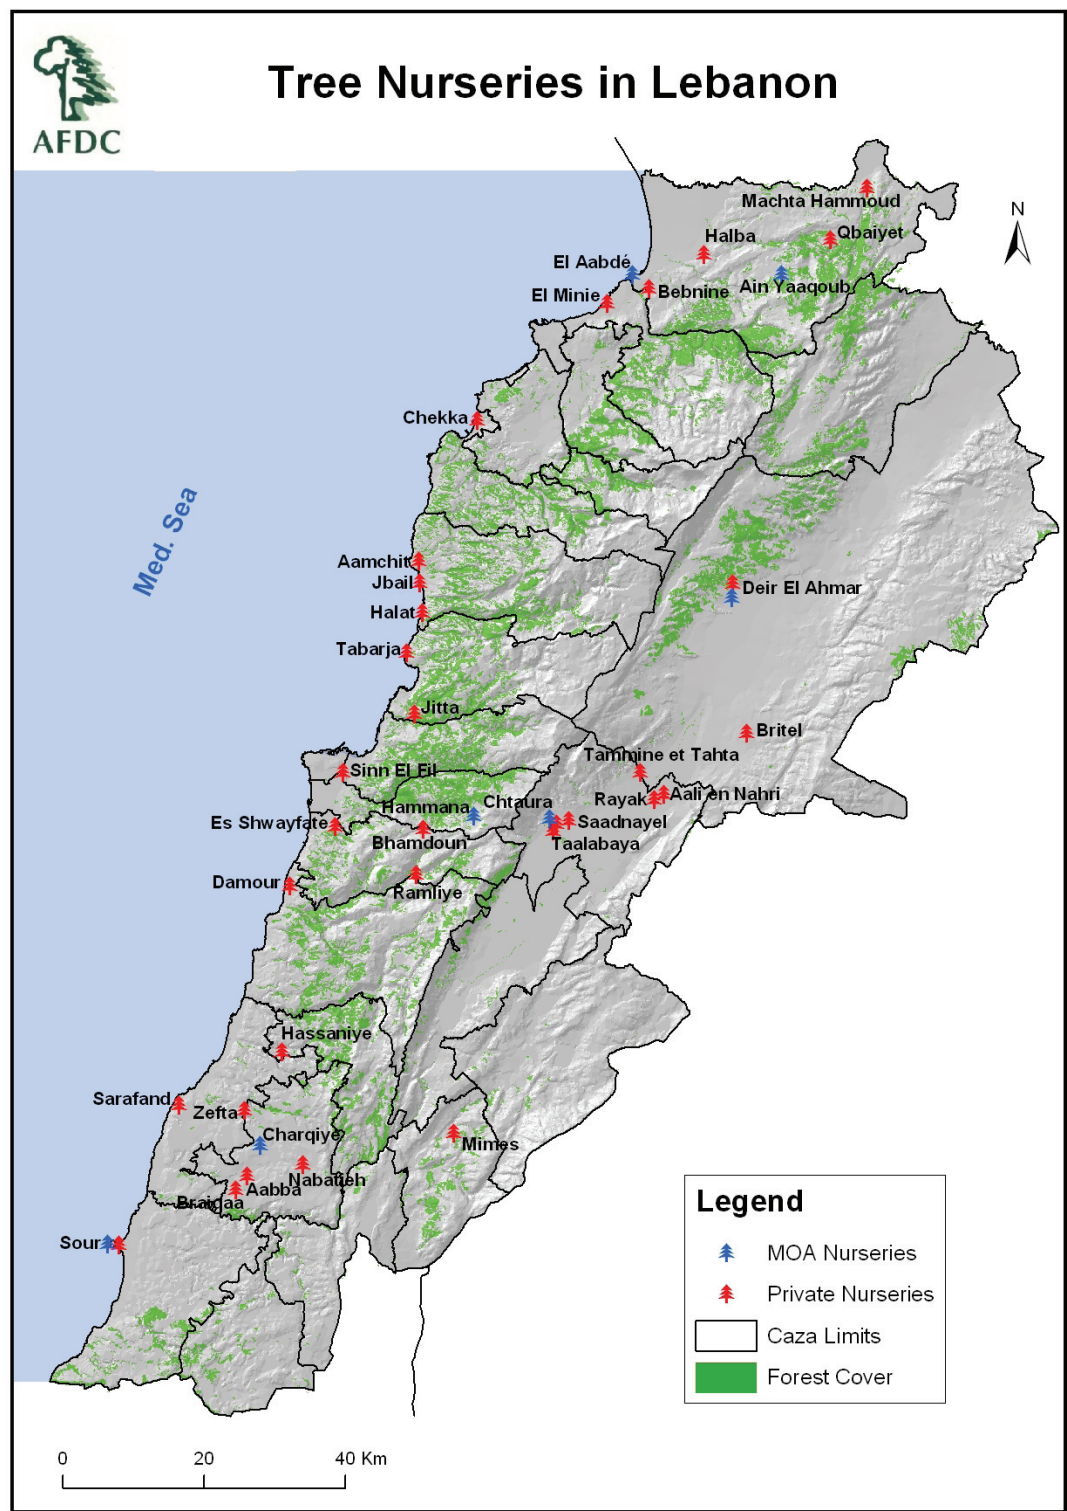 AFDC
Tree Nurseries in Lebanon
N
Machta Hammoud
Halba
Qbaiyet
El Aabdé
Ain Yaaqoub
El Minie
Bebnine
Chekka
Med. Sea
Aamchit
Jbail
Deir El Ahmar
Halat
Tabarja
Jitta
Britel
Tammine et Tahta
Sinn El Fil
Rayak
Aali en Nahri
Hammana
Chtaura
Es Shwayfate
Saadnayel
Bhamdoun
Taalabaya
Damour
Ramliye
Hassaniye
Sarafand
Zefta
Charqiye
Mimes
Nabatieh
Aabba
Braiqaa
Sour
Legend
MOA Nurseries
Private Nurseries
Caza Limits
Forest Cover
0 20 40 Km